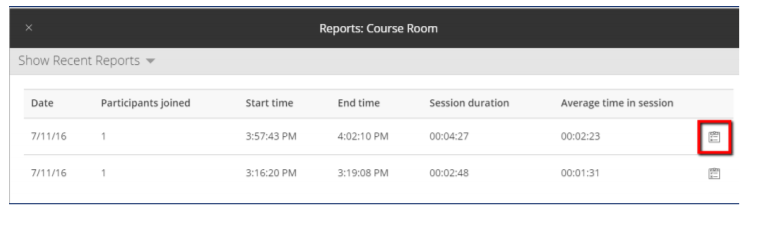 Reports: Course Room
Show Recent Reports
Date Participants joined Start time End time Session duration Average time in session
7/11/16 1 3:57:43 PM 4:02:10 PM 00:04:27 00:02:23
7/11/16 1 3:16:20 PM 3:19:08 PM 00:02:48 00:01:31